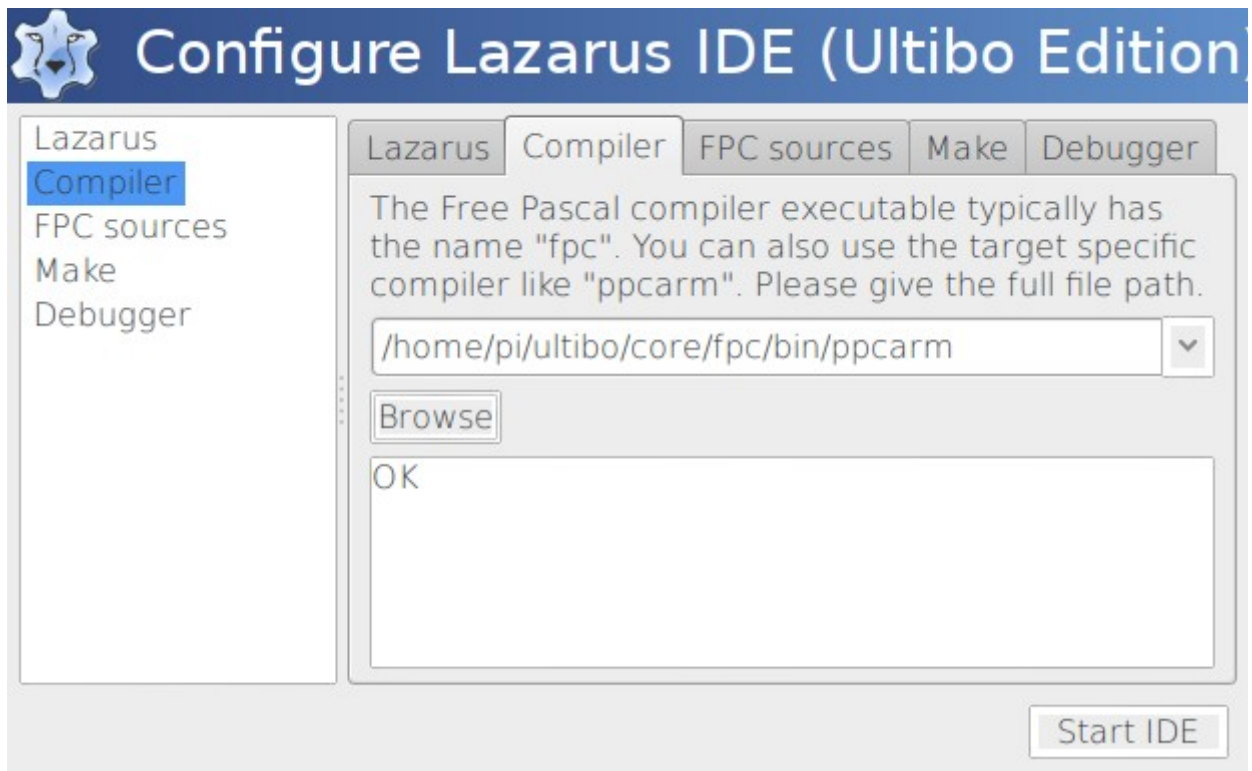 Configure Lazarus IDE (Ultibo Edition)
Lazarus
Compiler
FPC sources
Make
Debugger
Lazarus Compiler FPC sources Make Debugger
The Free Pascal compiler executable typically has
the name "fpc". You can also use the target specific
compiler like "ppcarm". Please give the full file path.
/home/pi/ultibo/core/fpc/bin/ppcarm
Browse
OK
Start IDE